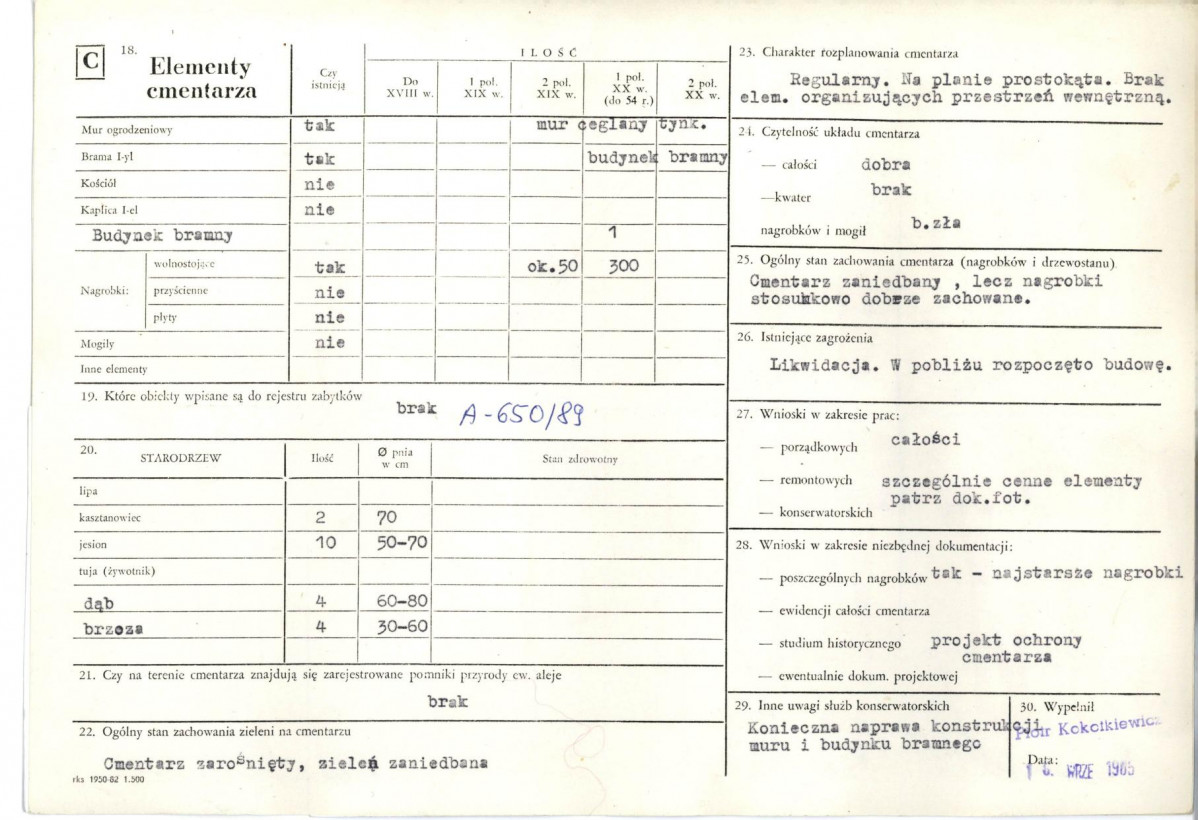 C
18.
Elementy
cmentarza
Czy
istnieją
ILOŚĆ
Do
XVIII w.
1 poł.
XIX w.
2 poł.
XIX w.
1 poł.
XX w.
(do 54 r.)
2 poł.
XX w.
Mur ogrodzeniowy tak mur ceglany tynk.
Brama I-yl tak budynek bramny
Kościół nie
Kaplica I-el nie
Budynek bramny 1
Nagrobki:
wolnostojące tak ok.50 300
przyścienne nie
płyty nie
Mogiły nie
Inne elementy
19. Które obiekty wpisane są do rejestru zabytków
brak A-650/89
20. STARODRZEW Ilość Ø pnia
w cm Stan zdrowotny
lipa
kasztanowiec 2 70
jesion 10 50-70
tuja (żywotnik)
dąb 4 60-80
brzoza 4 30-60
21. Czy na terenie cmentarza znajdują się zarejestrowane pomniki przyrody ew. aleje
brak
22. Ogólny stan zachowania zieleni na cmentarzu
Cmentarz zarośnięty, zieleń zaniedbana
rks 1950-82 1.500
23. Charakter rozplanowania cmentarza
Regularny. Na planie prostokąta. Brak
elem. organizujących przestrzeń wewnętrzną.
24. Czytelność układu cmentarza
— całości dobra
—kwater brak
nagrobków i mogił b.zła
25. Ogólny stan zachowania cmentarza (nagrobków i drzewostanu)
Cmentarz zaniedbany , lecz nagrobki
stosunkowo dobrze zachowane.
26. Istniejące zagrożenia
Likwidacja. W pobliżu rozpoczęto budowę.
27. Wnioski w zakresie prac:
— porządkowych całości
— remontowych szczególnie cenne elementy
patrz dok.fot.
— konserwatorskich
28. Wnioski w zakresie niezbędnej dokumentacji:
— poszczególnych nagrobków tak - najstarsze nagrobki
— ewidencji całości cmentarza
— studium historycznego projekt ochrony
cmentarza
— ewentualnie dokum. projektowej
29. Inne uwagi służb konserwatorskich
Konieczna naprawa konstrukcji
muru i budynku bramnego
30. Wypełnił
Piotr Kokotkiewicz
Data:
WRZE 1985